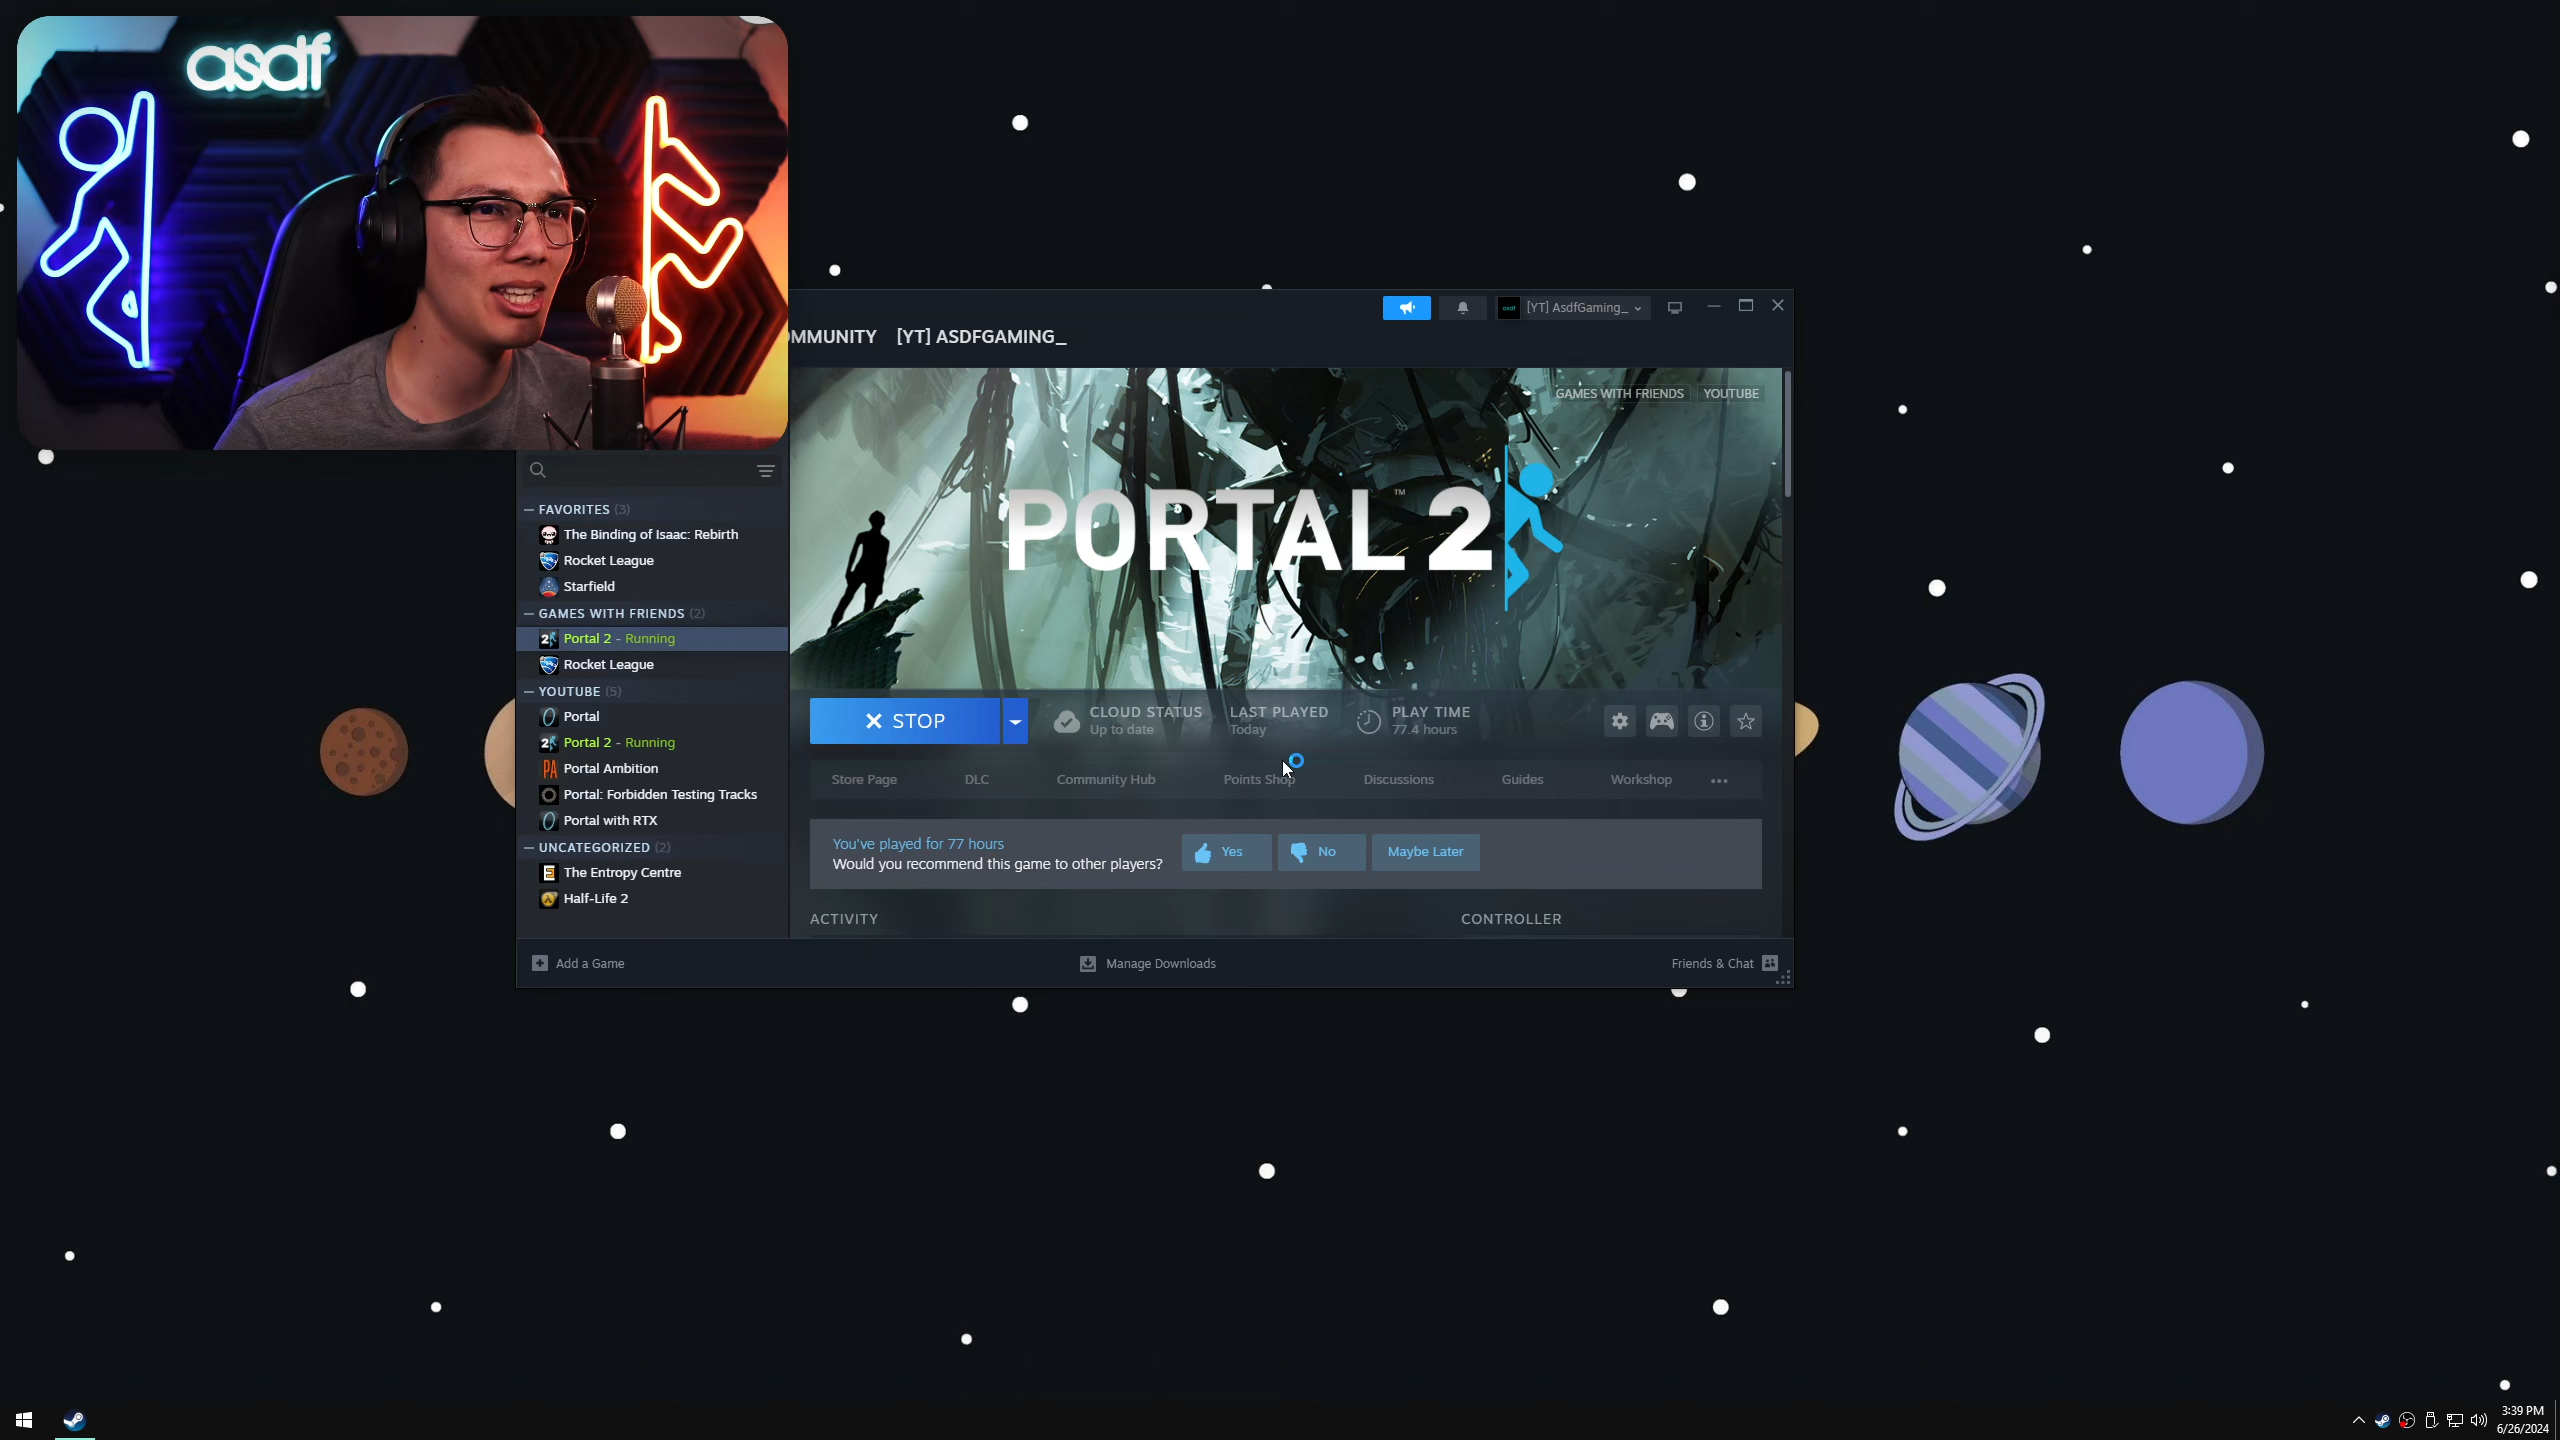 asdf
[YT] AsdfGaming_
OMMUNITY [YT] ASDFGAMING_
GAMES WITH FRIENDS YOUTUBE
PORTAL 2
™
FAVORITES (3)
The Binding of Isaac: Rebirth
Rocket League
Starfield
GAMES WITH FRIENDS (2)
Portal 2 - Running
Rocket League
YOUTUBE (5)
Portal
Portal 2 - Running
Portal Ambition
Portal: Forbidden Testing Tracks
Portal with RTX
UNCATEGORIZED (2)
The Entropy Centre
Half-Life 2
STOP
CLOUD STATUS
Up to date
LAST PLAYED
Today
PLAY TIME
77.4 hours
Store Page DLC Community Hub Points Shop Discussions Guides Workshop
You've played for 77 hours
Would you recommend this game to other players?
Yes No Maybe Later
ACTIVITY CONTROLLER
Add a Game Manage Downloads Friends & Chat
3:39 PM
6/26/2024